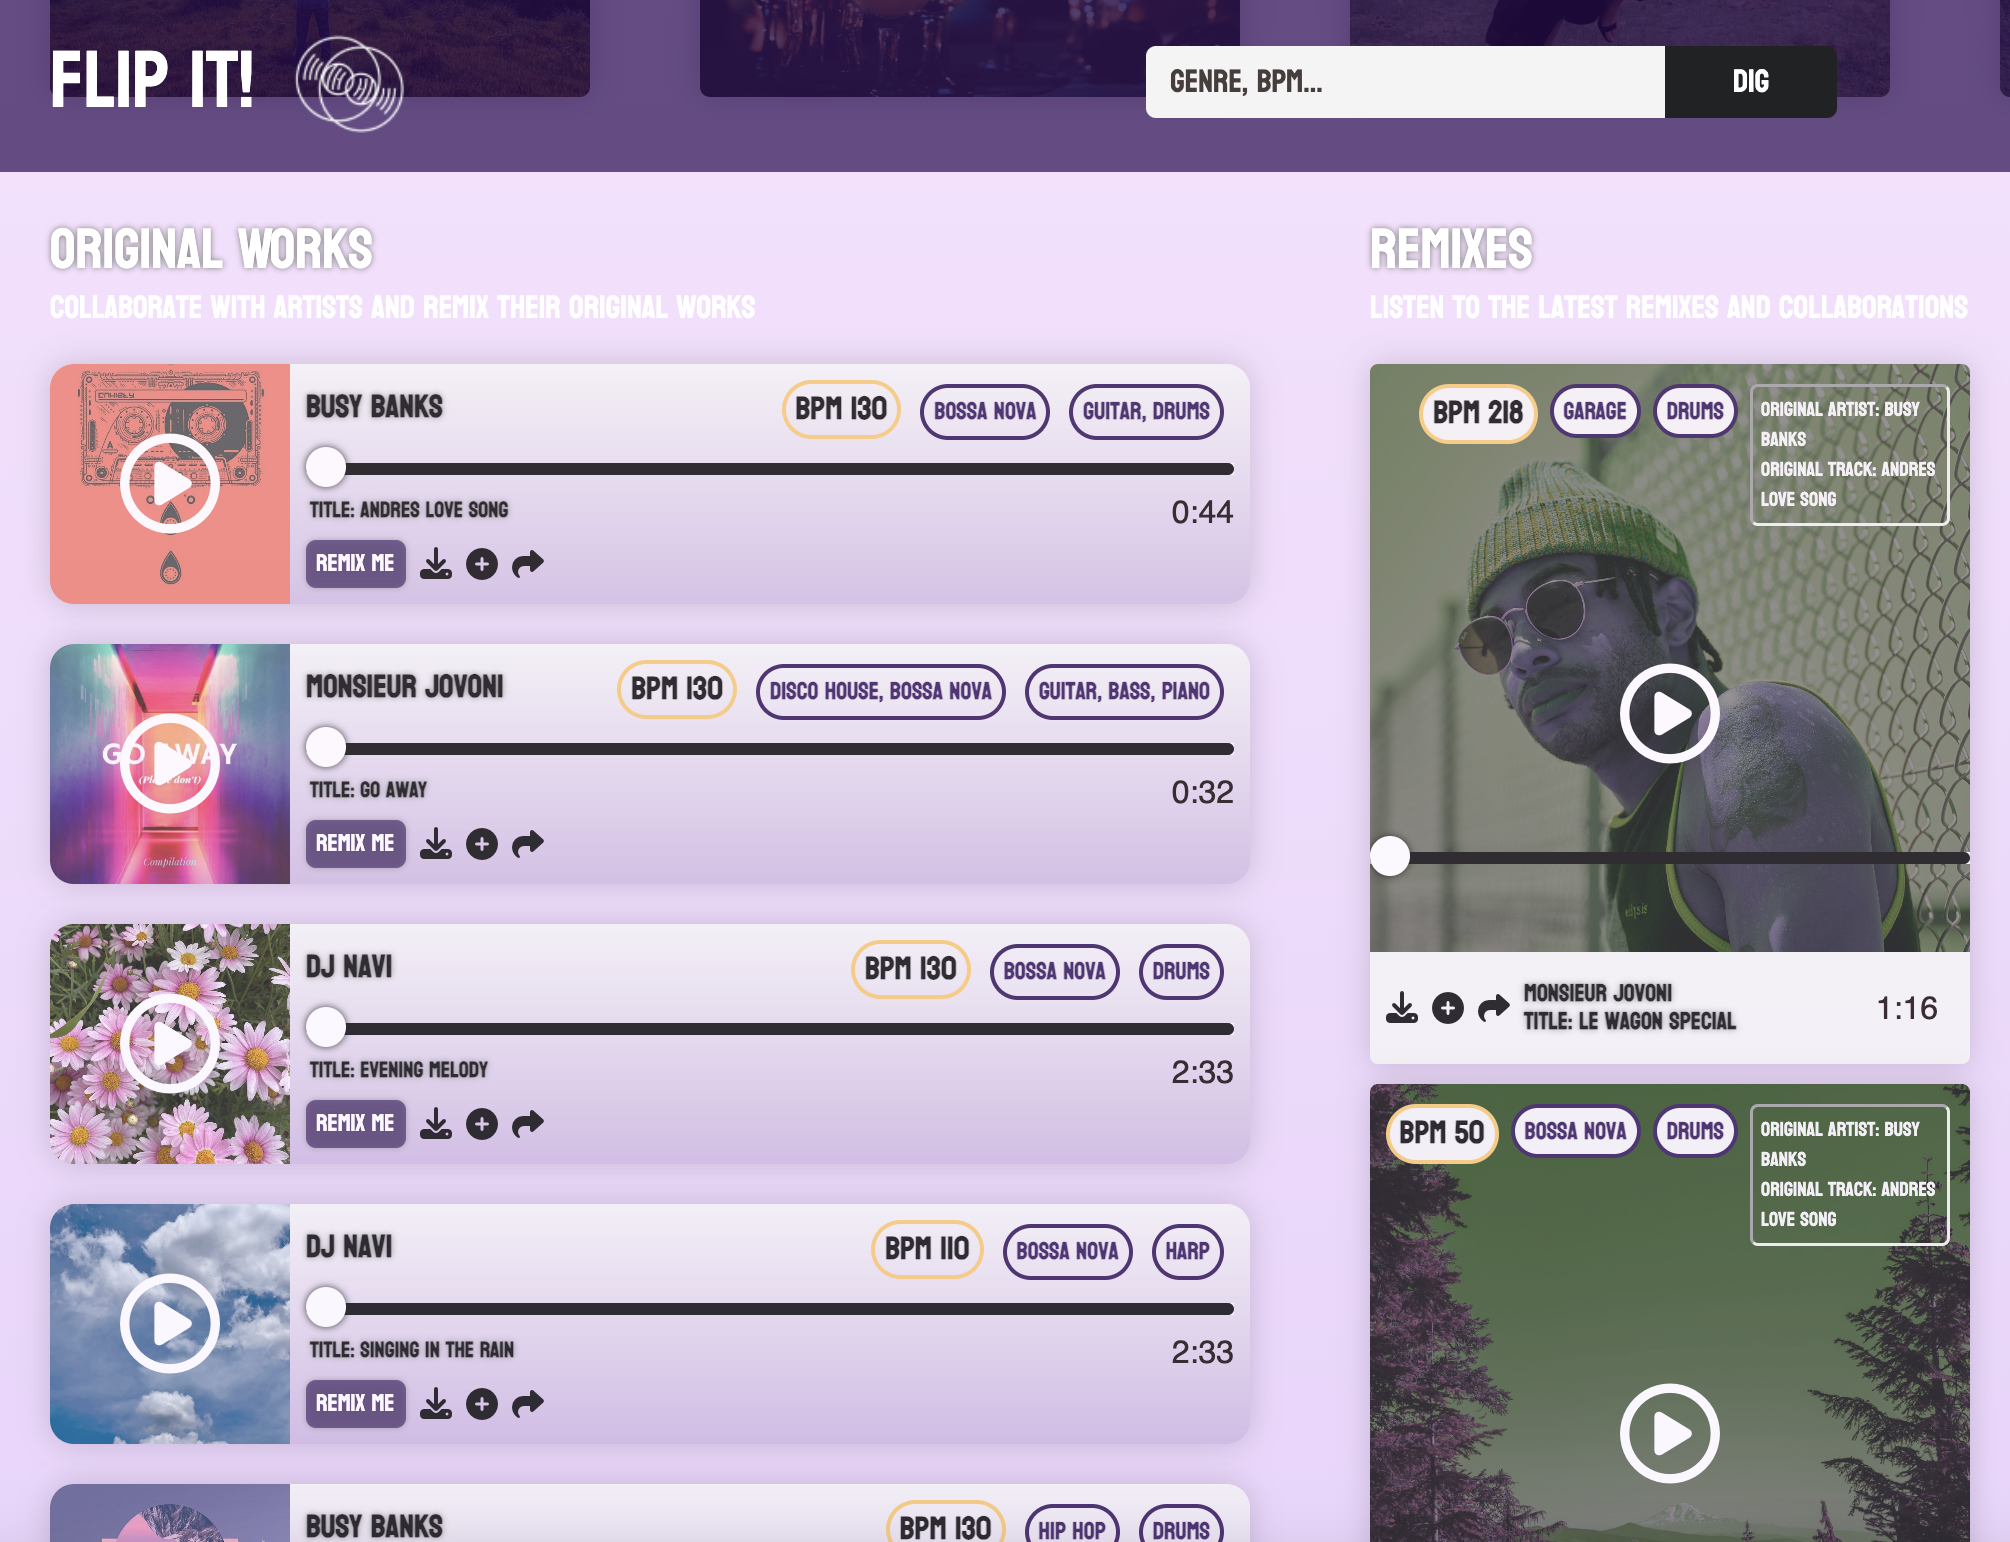 FLIP IT!
GENRE, BPM...
DIG
ORIGINAL WORKS
COLLABORATE WITH ARTISTS AND REMIX THEIR ORIGINAL WORKS
BUSY BANKS
BPM 130
BOSSA NOVA
GUITAR, DRUMS
TITLE: ANDRES LOVE SONG
0:44
REMIX ME
MONSIEUR JOVONI
BPM 130
DISCO HOUSE, BOSSA NOVA
GUITAR, BASS, PIANO
GO AWAY
Compilation
TITLE: GO AWAY
0:32
REMIX ME
DJ NAVI
BPM 130
BOSSA NOVA
DRUMS
TITLE: EVENING MELODY
2:33
REMIX ME
DJ NAVI
BPM 110
BOSSA NOVA
HARP
TITLE: SINGING IN THE RAIN
2:33
REMIX ME
BUSY BANKS
BPM 130
HIP HOP
DRUMS
REMIXES
LISTEN TO THE LATEST REMIXES AND COLLABORATIONS
BPM 218
GARAGE
DRUMS
ORIGINAL ARTIST: BUSY
BANKS
ORIGINAL TRACK: ANDRES
LOVE SONG
MONSIEUR JOVONI
TITLE: LE WAGON SPECIAL
1:16
BPM 50
BOSSA NOVA
DRUMS
ORIGINAL ARTIST: BUSY
BANKS
ORIGINAL TRACK: ANDRES
LOVE SONG